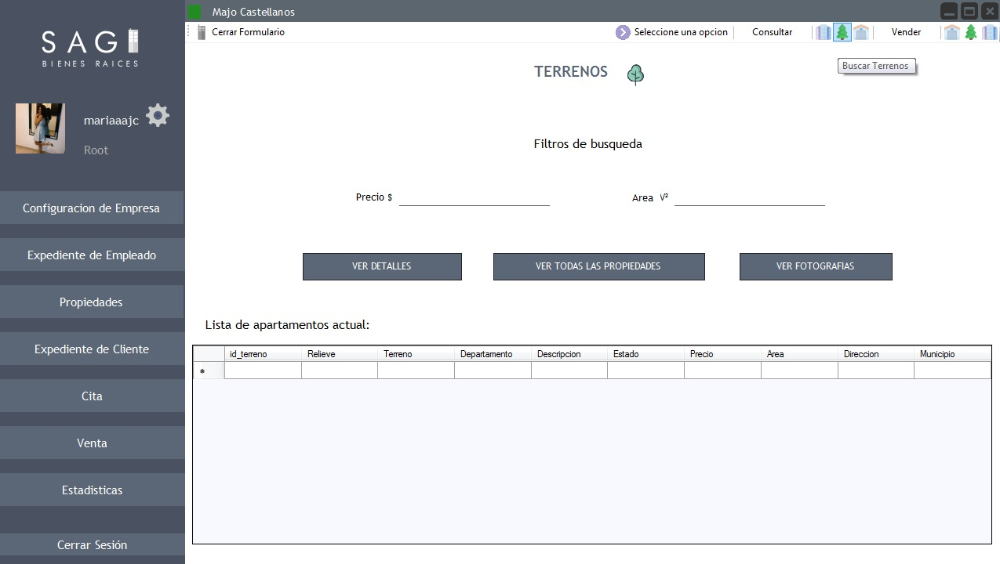 SAGI
BIENES RAICES
mariaaajc
Root
Configuracion de Empresa
Expediente de Empleado
Propiedades
Expediente de Cliente
Cita
Venta
Estadisticas
Cerrar Sesión
Majo Castellanos
Cerrar Formulario
Seleccione una opcion
Consultar
Vender
Buscar Terrenos
TERRENOS
Filtros de busqueda
Precio $
Area V²
VER DETALLES
VER TODAS LAS PROPIEDADES
VER FOTOGRAFIAS
Lista de apartamentos actual:
id_terreno Relieve Terreno Departamento Descripcion Estado Precio Area Direccion Municipio
*